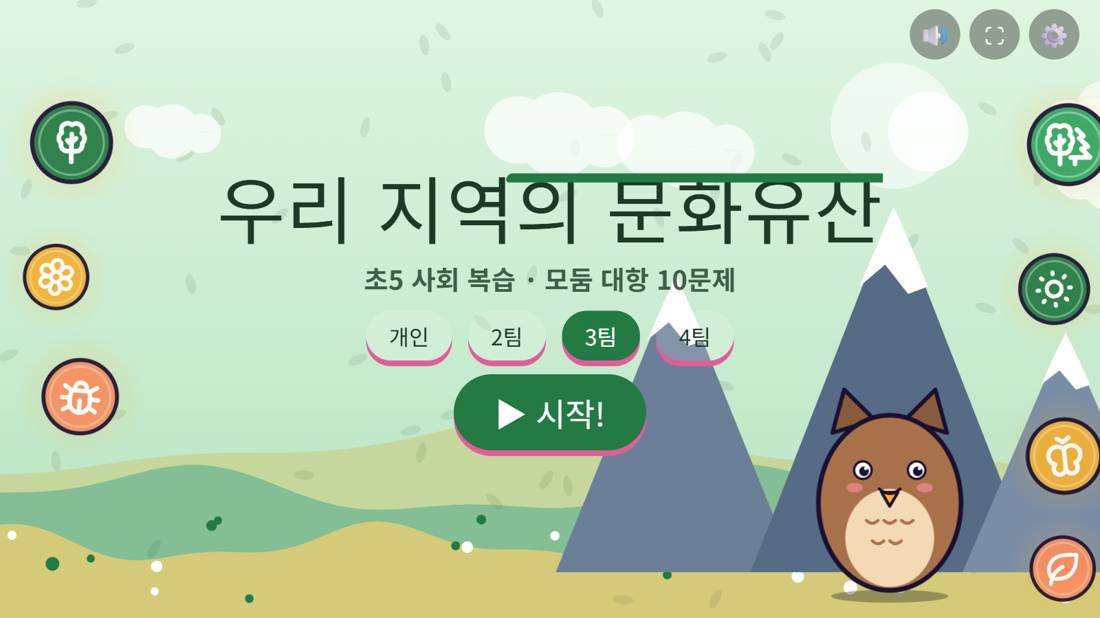 우리 지역의 문화유산
초5 사회 복습 · 모둠 대항 10문제
개인 2팀 3팀 4팀
▶ 시작!